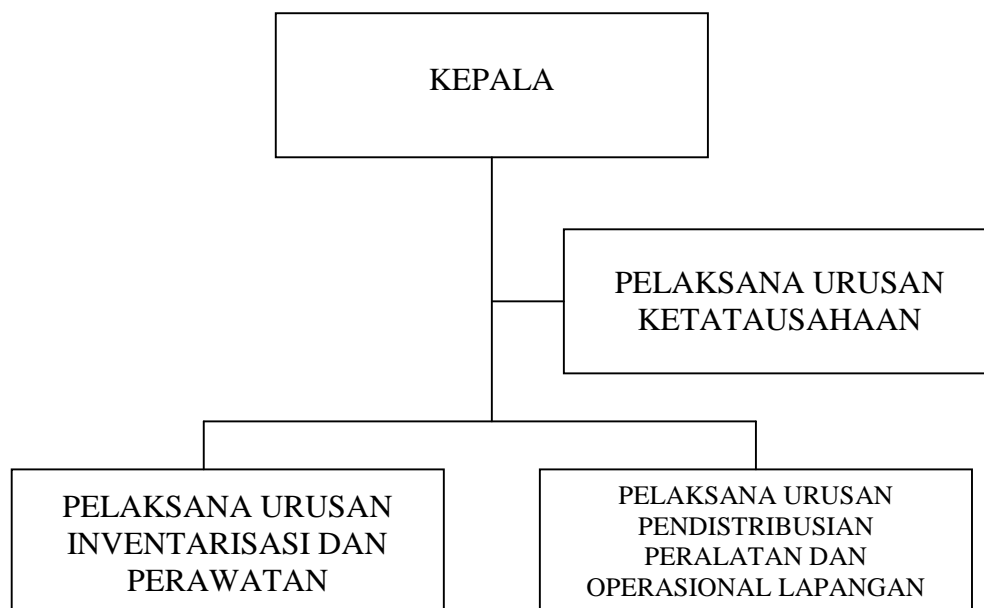 KEPALA
PELAKSANA URUSAN
KETATAUSAHAAN
PELAKSANA URUSAN
INVENTARISASI DAN
PERAWATAN
PELAKSANA URUSAN
PENDISTRIBUSIAN
PERALATAN DAN
OPERASIONAL LAPANGAN